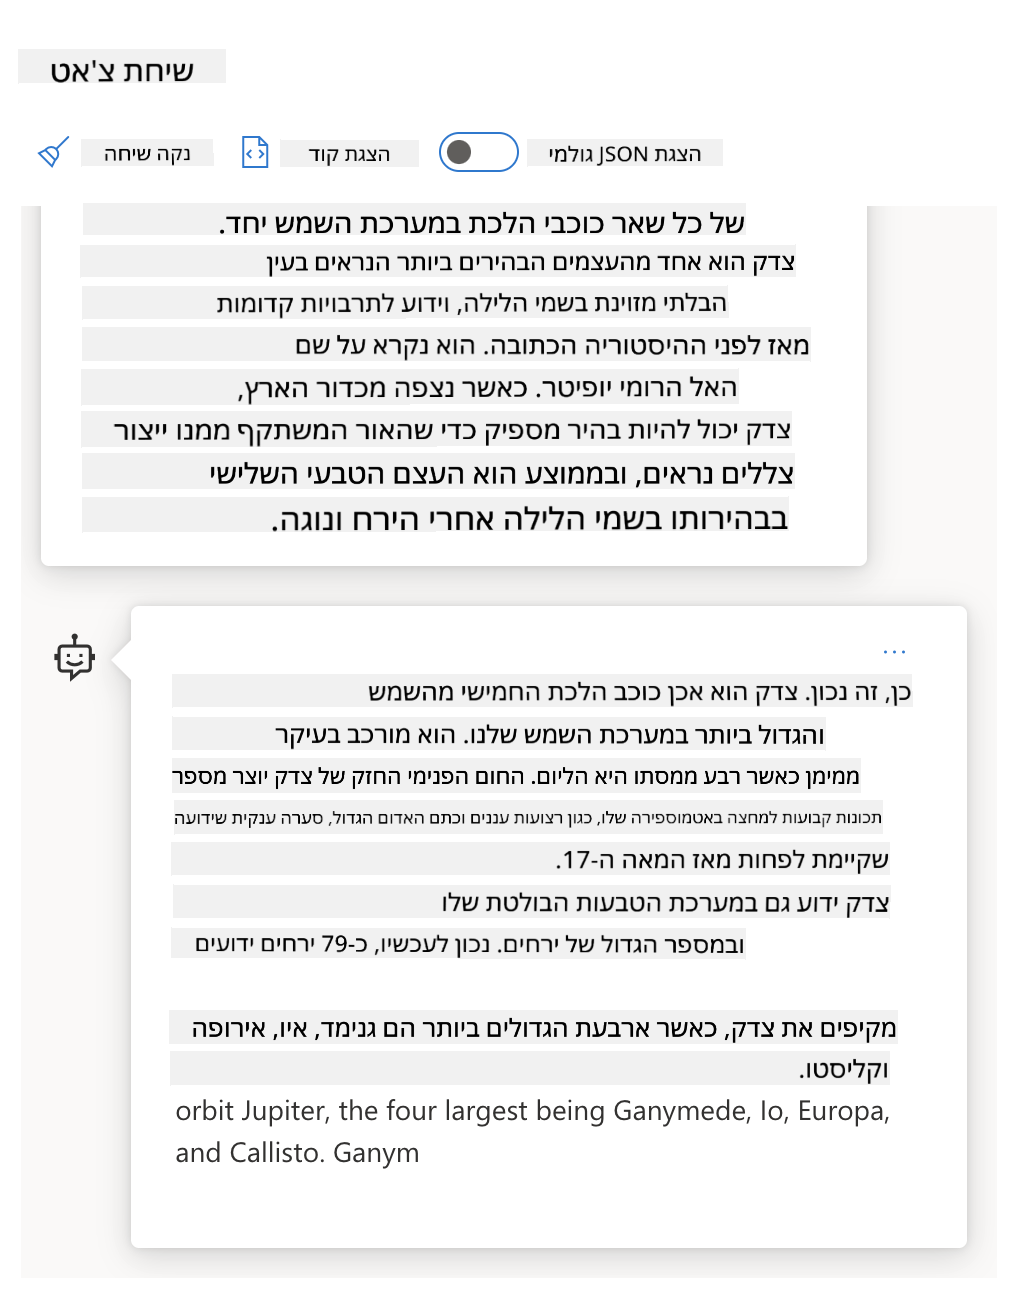 שיחת צ'אט
נקה שיחה
הצגת קוד
הצגת JSON גולמי
של כל שאר כוכבי הלכת במערכת השמש יחד.
צדק הוא אחד מהעצמים הבהירים ביותר הנראים בעין
הבלתי מזוינת בשמי הלילה, וידוע לתרבויות קדומות
מאז לפני ההיסטוריה הכתובה. הוא נקרא על שם
האל הרומי יופיטר. כאשר נצפה מכדור הארץ,
צדק יכול להיות בהיר מספיק כדי שהאור המשתקף ממנו ייצור
צללים נראים, ובממוצע הוא העצם הטבעי השלישי
בבהירותו בשמי הלילה אחרי הירח ונוגה.
...
כן, זה נכון. צדק הוא אכן כוכב הלכת החמישי מהשמש
והגדול ביותר במערכת השמש שלנו. הוא מורכב בעיקר
ממימן כאשר רבע ממסתו היא הליום. החום הפנימי החזק של צדק יוצר מספר
תכונות קבועות למחצה באטמוספירה שלו, כגון רצועות עננים וכתם האדום הגדול, סערה ענקית שידועה
שקיימת לפחות מאז המאה ה-17.
צדק ידוע גם במערכת הטבעות הבולטת שלו
ובמספר הגדול של ירחים. נכון לעכשיו, כ-79 ירחים ידועים
מקיפים את צדק, כאשר ארבעת הגדולים ביותר הם גנימד, איו, אירופה
וקליסטו.
orbit Jupiter, the four largest being Ganymede, Io, Europa,
and Callisto. Ganym